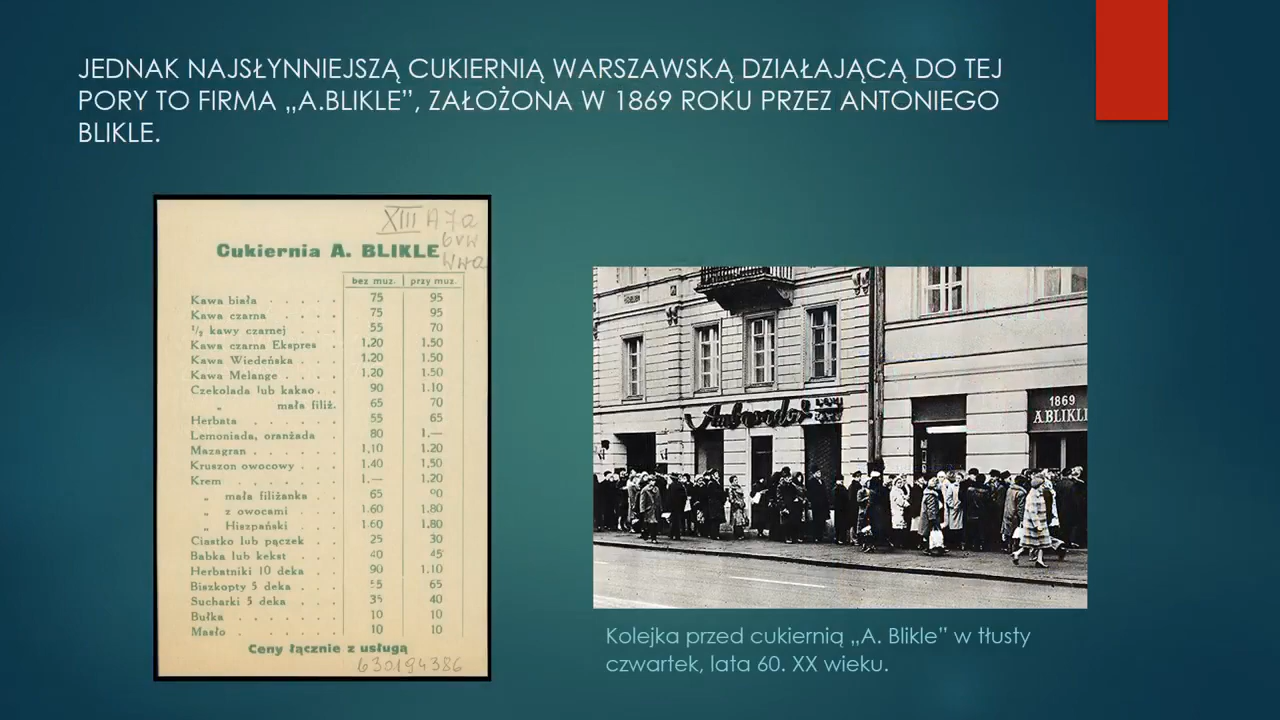 JEDNAK NAJSŁYNNIEJSZĄ CUKIERNIĄ WARSZAWSKĄ DZIAŁAJĄCĄ DO TEJ
PORY TO FIRMA „A.BLIKLE”, ZAŁOŻONA W 1869 ROKU PRZEZ ANTONIEGO
BLIKLE.
XIII A 7a
Cukiernia A. BLIKLE
bez muz. przy muz.
Kawa biała . . . . . 75 95
Kawa czarna . . . . 75 95
1/2 kawy czarnej . . . 55 70
Kawa czarna Ekspres . . 1.20 1.50
Kawa Wiedeńska . . . 1.20 1.50
Kawa Melange . . . . 1.20 1.50
Czekolada lub kakao . . 90 1.10
„ mała filiż. 65 70
Herbata . . . . . . 55 65
Lemoniada, oranżada . 80 1.—
Mazagran . . . . . 1.10 1.20
Kruszon owocowy . . . 1.40 1.50
Krem . . . . . . 1.— 1.20
„ mała filiżanka . . 65
„ z owocami . . . 1.60 1.80
„ Hiszpański . . . 1.60 1.80
Ciastko lub pączek . . 25 30
Babka lub kekst . . . 40 45
Herbatniki 10 deka . . 90 1.10
Biszkopty 5 deka . . . 65
Sucharki 5 deka . . . 35 40
Bułka . . . . . . 10 10
Masło . . . . . . 10 10
Ceny łącznie z usługą
630194386
1869
A.BLIKLE
Kolejka przed cukiernią „A. Blikle” w tłusty
czwartek, lata 60. XX wieku.